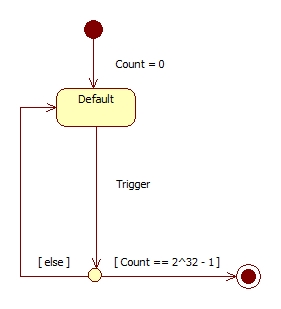 Count = 0
Default
Trigger
[ else ] [ Count == 2^32 - 1 ]